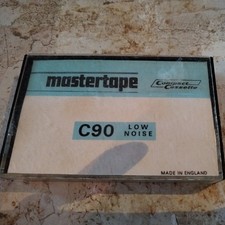 mastertape
Compact
Cassette
C90 LOW
NOISE
MADE IN ENGLAND